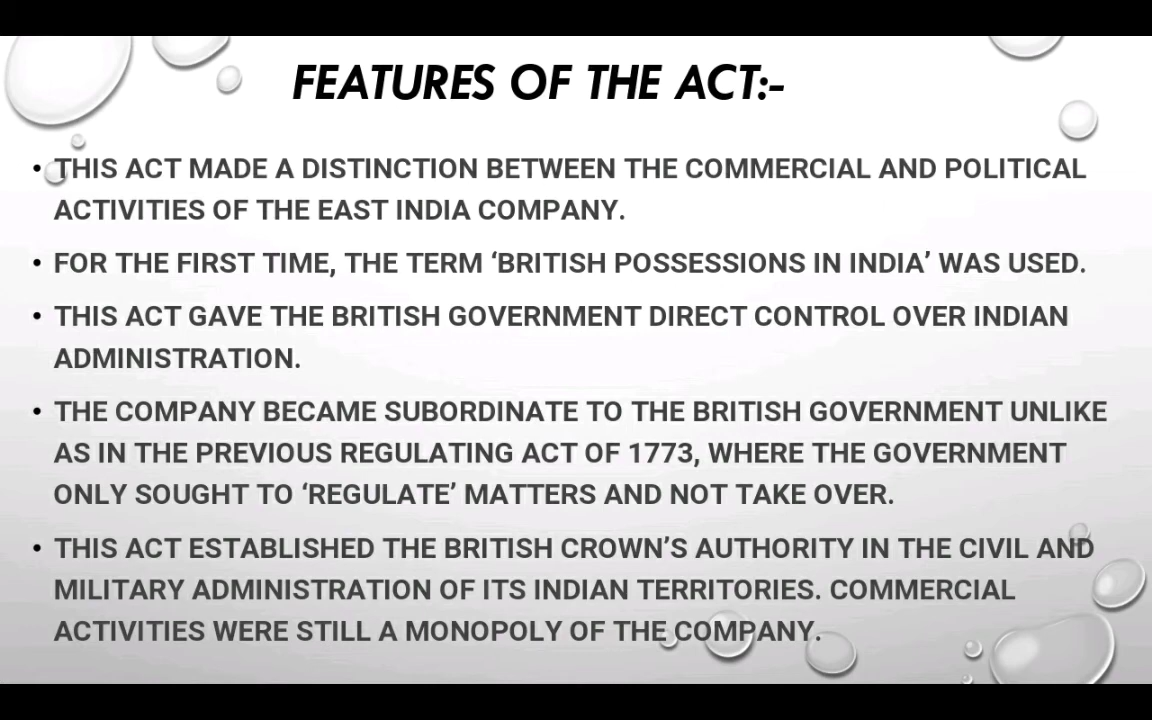 FEATURES OF THE ACT:-
• THIS ACT MADE A DISTINCTION BETWEEN THE COMMERCIAL AND POLITICAL
ACTIVITIES OF THE EAST INDIA COMPANY.
• FOR THE FIRST TIME, THE TERM ‘BRITISH POSSESSIONS IN INDIA’ WAS USED.
• THIS ACT GAVE THE BRITISH GOVERNMENT DIRECT CONTROL OVER INDIAN
ADMINISTRATION.
• THE COMPANY BECAME SUBORDINATE TO THE BRITISH GOVERNMENT UNLIKE
AS IN THE PREVIOUS REGULATING ACT OF 1773, WHERE THE GOVERNMENT
ONLY SOUGHT TO ‘REGULATE’ MATTERS AND NOT TAKE OVER.
• THIS ACT ESTABLISHED THE BRITISH CROWN’S AUTHORITY IN THE CIVIL AND
MILITARY ADMINISTRATION OF ITS INDIAN TERRITORIES. COMMERCIAL
ACTIVITIES WERE STILL A MONOPOLY OF THE COMPANY.